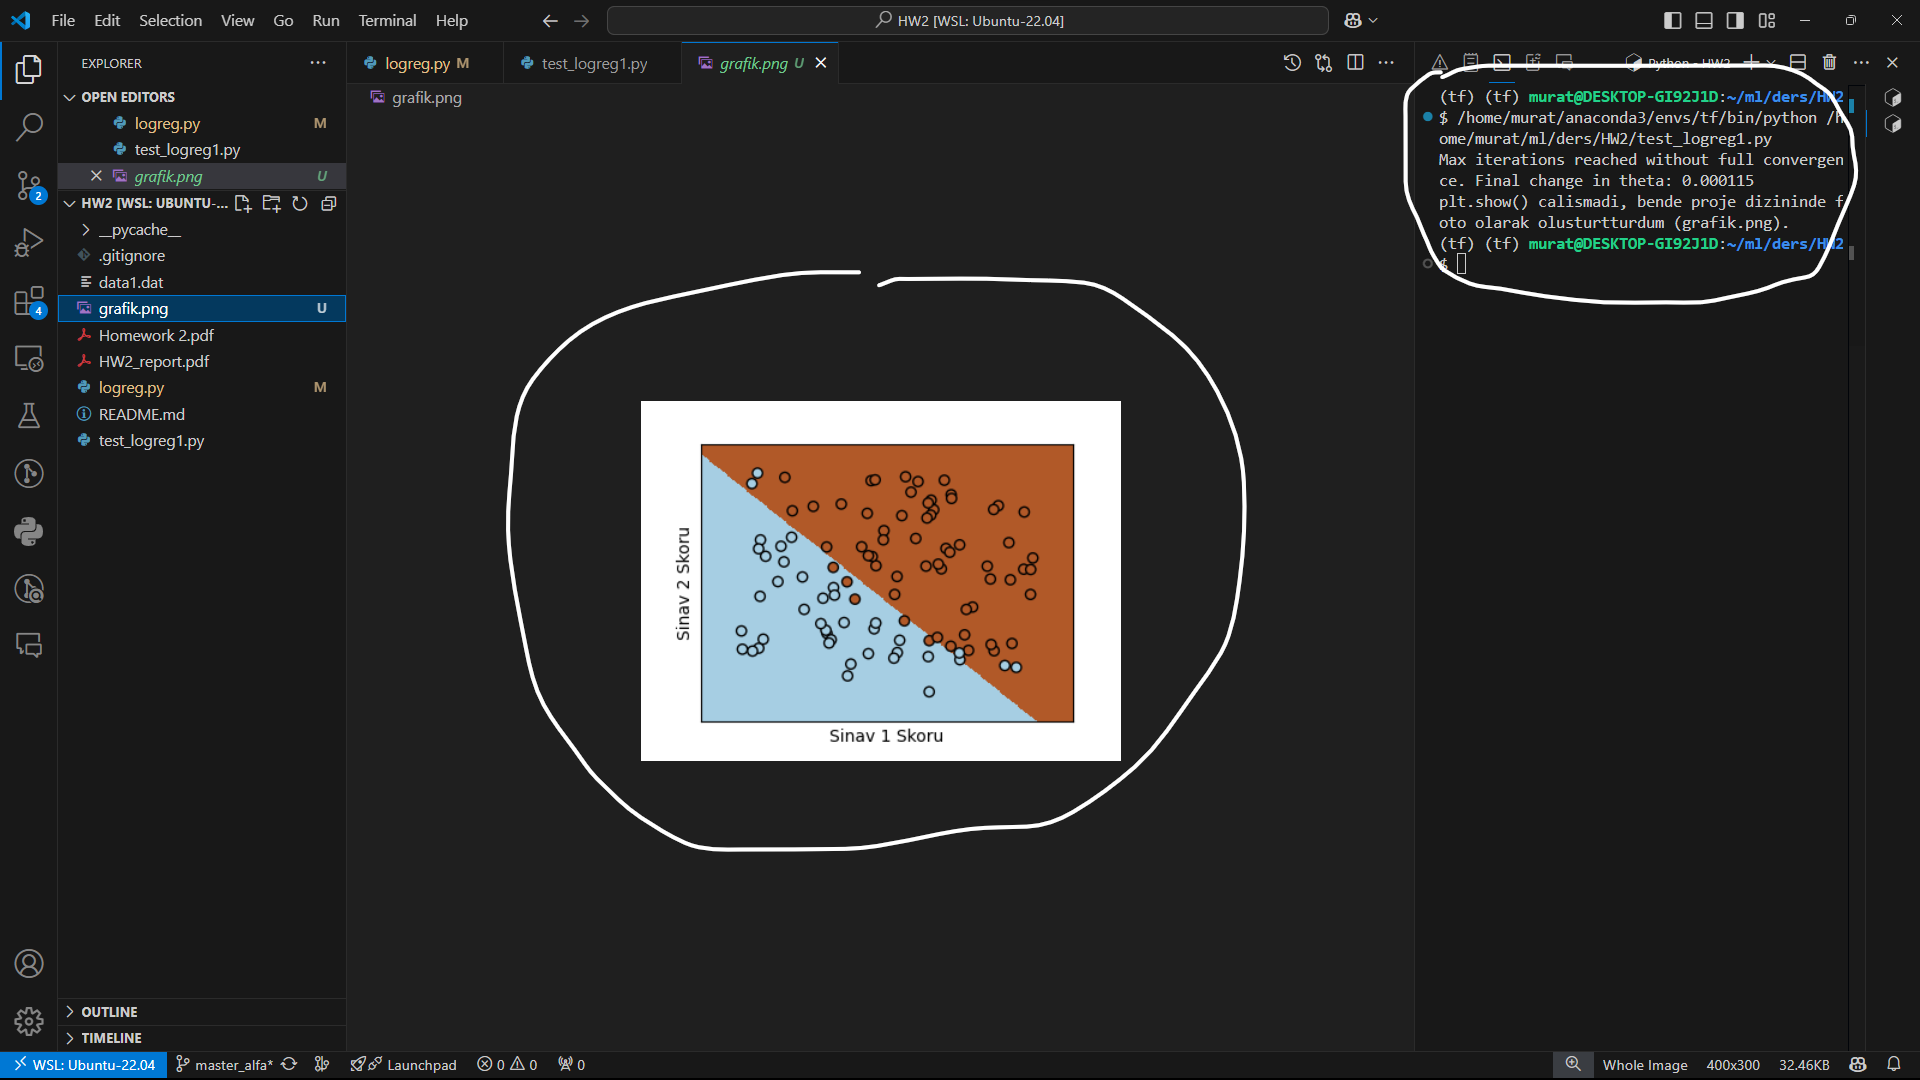 File Edit Selection View Go Run Terminal Help
HW2 [WSL: Ubuntu-22.04]
EXPLORER
OPEN EDITORS
logreg.py M
test_logreg1.py
grafik.png U
HW2 [WSL: UBUNTU-...
__pycache__
.gitignore
data1.dat
grafik.png U
Homework 2.pdf
HW2_report.pdf
logreg.py M
README.md
test_logreg1.py
OUTLINE
TIMELINE
2
4
logreg.py M
test_logreg1.py
grafik.png U
grafik.png
Sinav 2 Skoru
Sinav 1 Skoru
Python - HW2
(tf) (tf) murat@DESKTOP-GI92J1D:~/ml/ders/HW2
$ /home/murat/anaconda3/envs/tf/bin/python /h
ome/murat/ml/ders/HW2/test_logreg1.py
Max iterations reached without full convergen
ce. Final change in theta: 0.000115
plt.show() calismadi, bende proje dizininde f
oto olarak olusturtturdum (grafik.png).
(tf) (tf) murat@DESKTOP-GI92J1D:~/ml/ders/HW2
$
WSL: Ubuntu-22.04 master_alfa* Launchpad 0 0 0 Whole Image 400x300 32.46KB